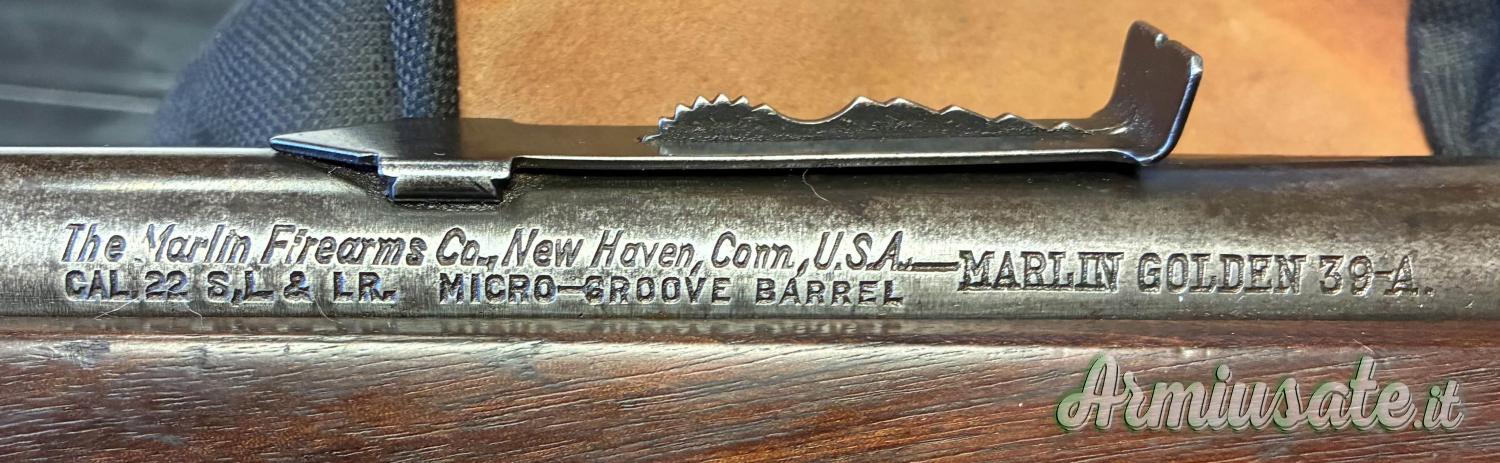 The Marlin Firearms Co., New Haven, Conn., U.S.A.—MARLIN GOLDEN 39-A.
CAL. 22 S,L & LR. MICRO-GROOVE BARREL
Armiusate.it